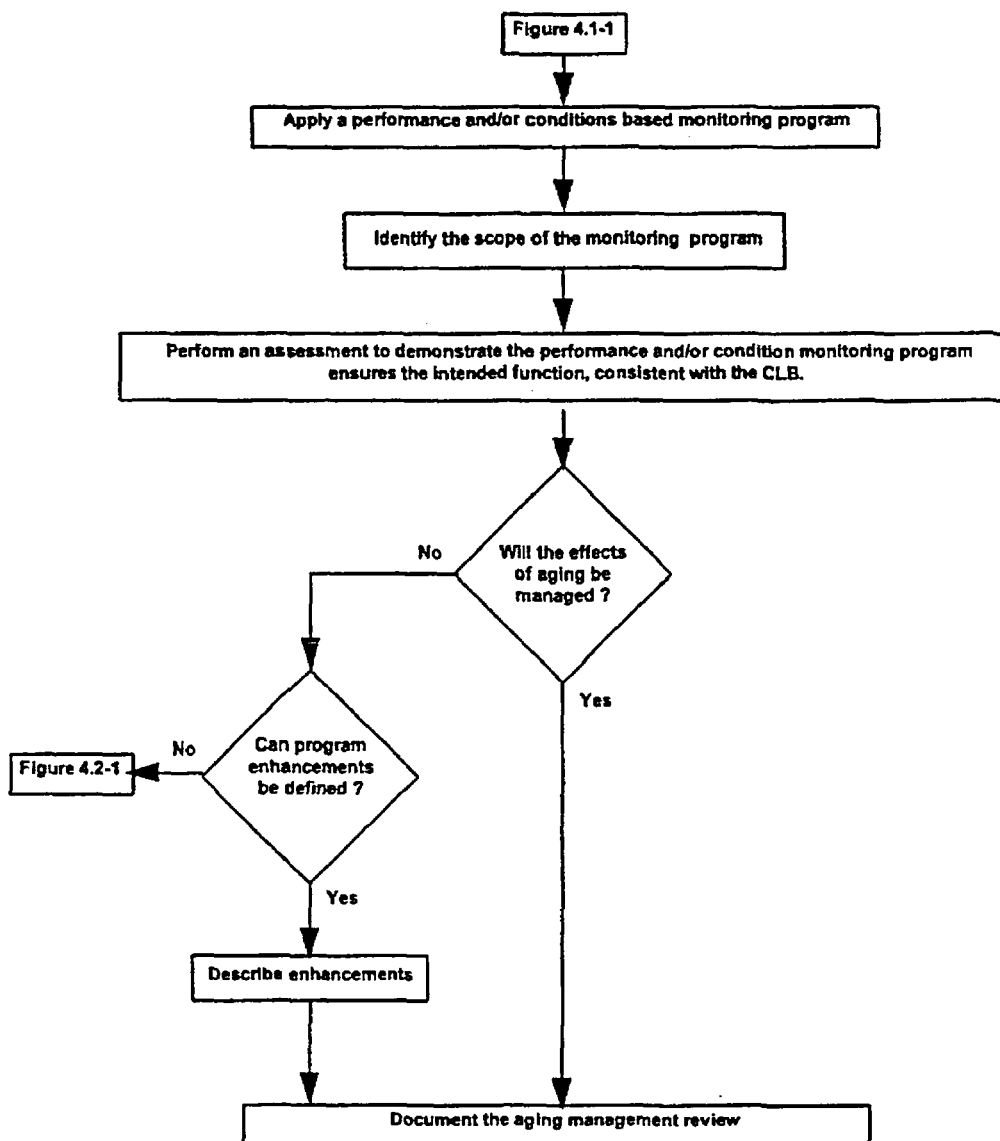 Figure 4.1-1
Apply a performance and/or conditions based monitoring program
Identify the scope of the monitoring program
Perform an assessment to demonstrate the performance and/or condition monitoring program
ensures the intended function, consistent with the CLB.
No
Will the effects
of aging be
managed ?
Yes
No
Can program
enhancements
be defined ?
Figure 4.2-1
Yes
Describe enhancements
Document the aging management review